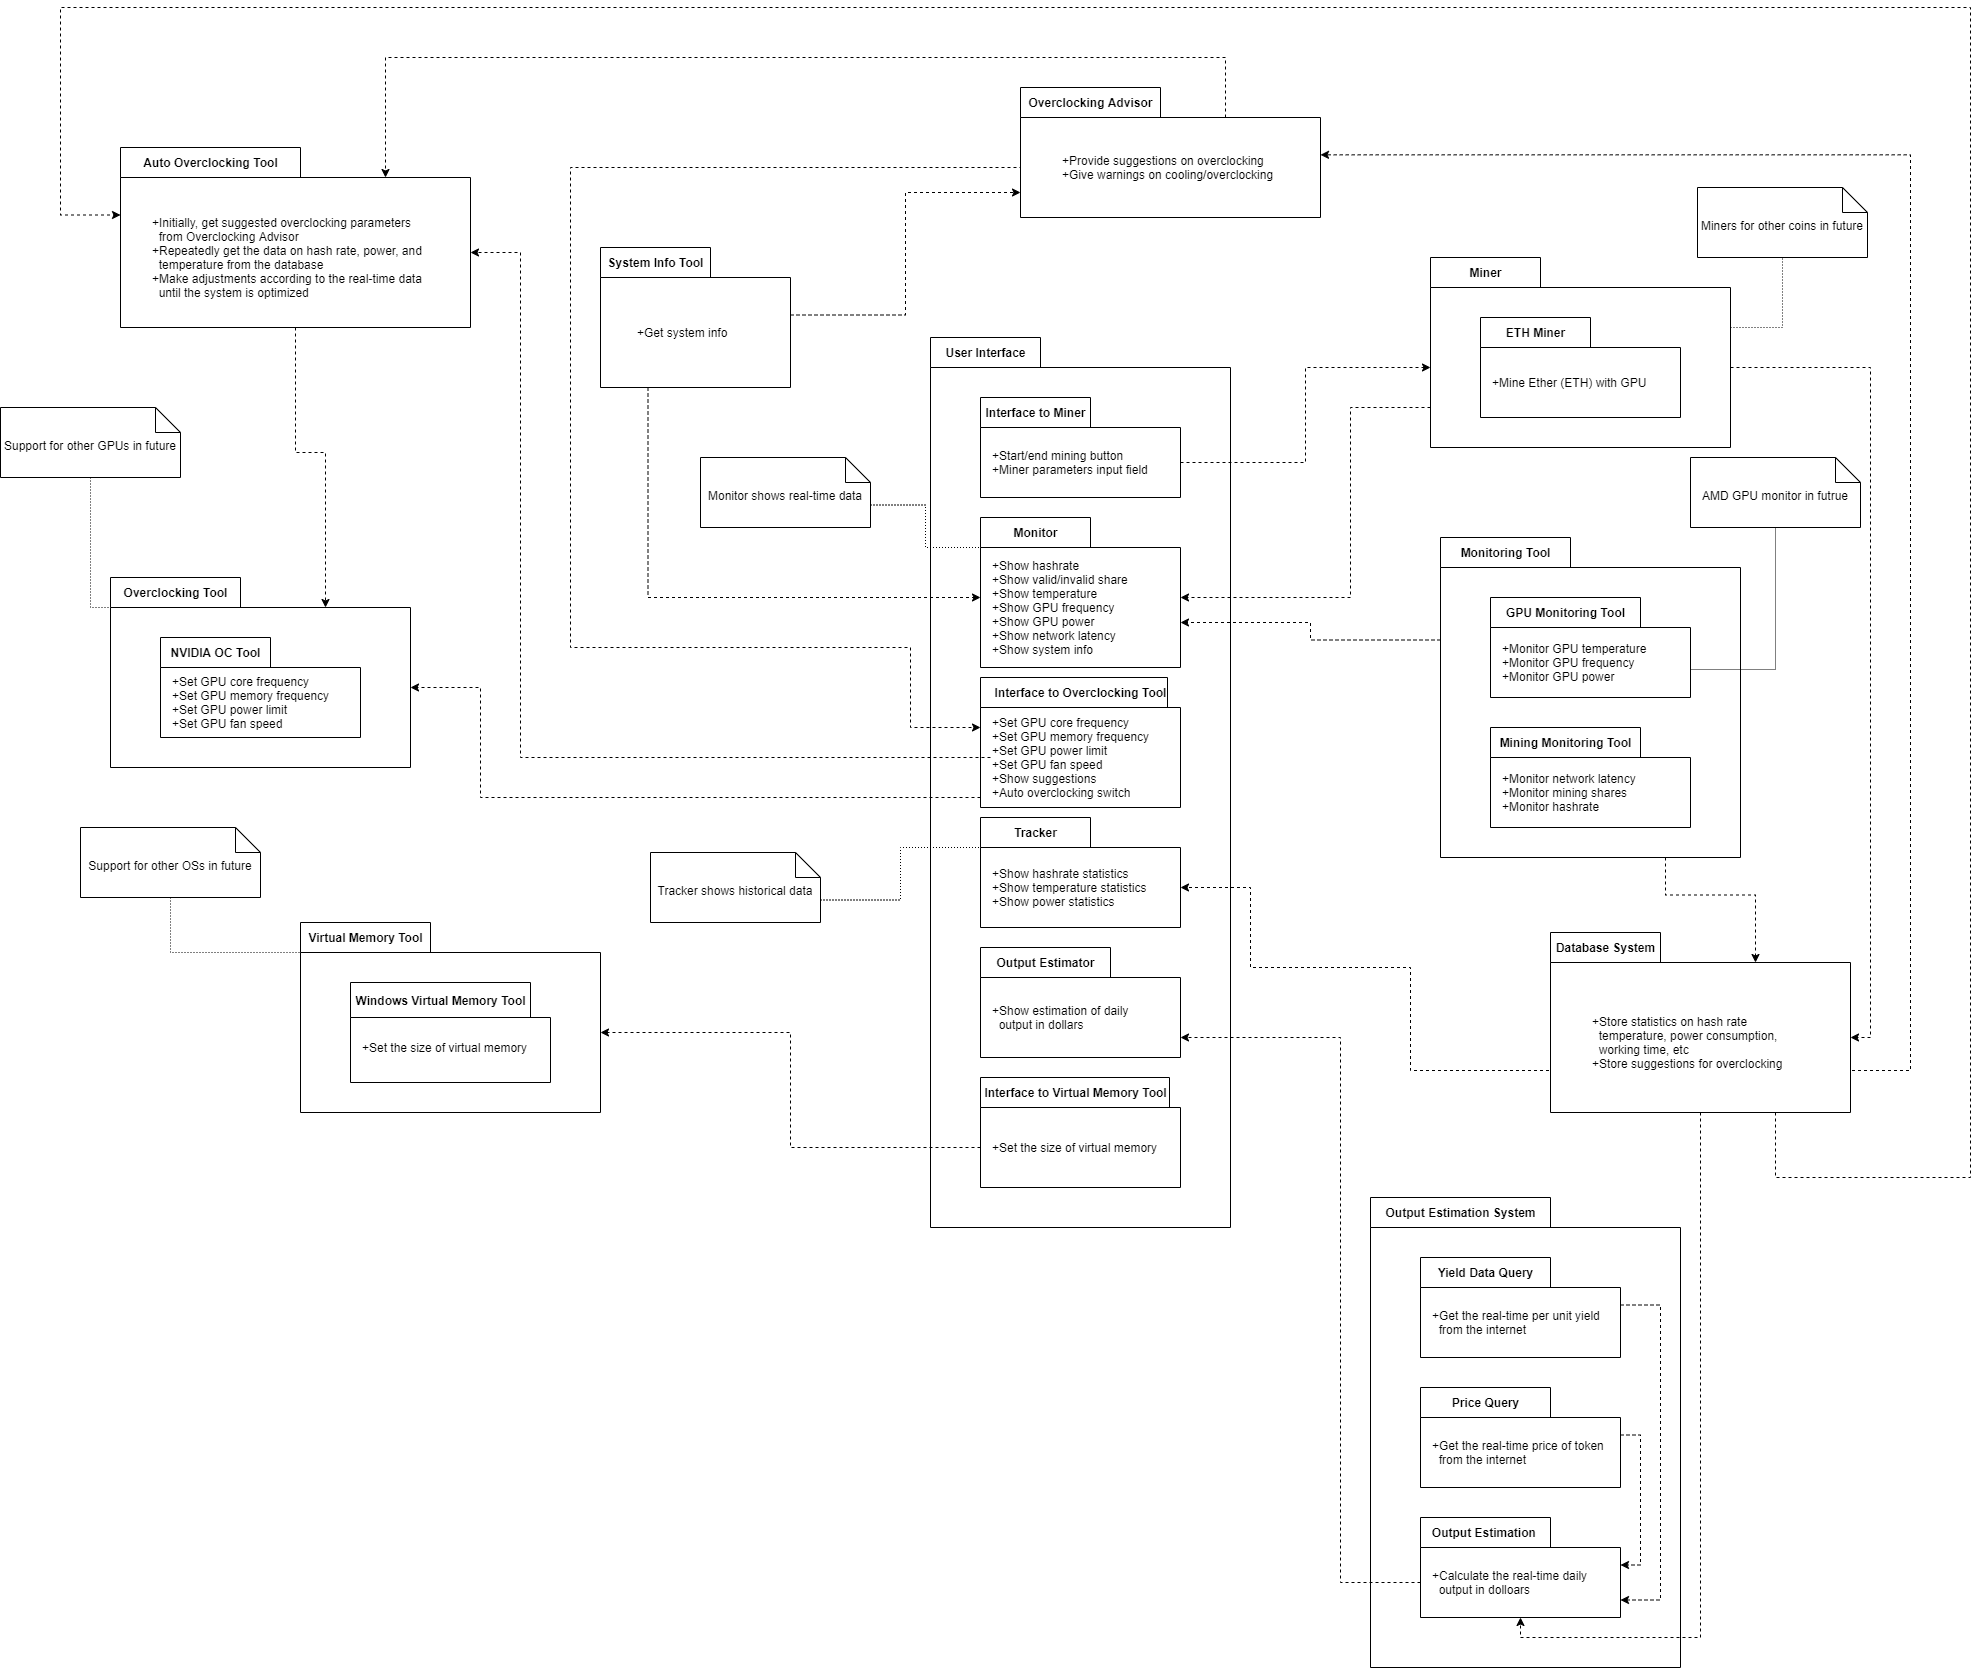 Overclocking Advisor
+Provide suggestions on overclocking
+Give warnings on cooling/overclocking
Auto Overclocking Tool
+Initially, get suggested overclocking parameters
from Overclocking Advisor
+Repeatedly get the data on hash rate, power, and
temperature from the database
+Make adjustments according to the real-time data
until the system is optimized
Miners for other coins in future
System Info Tool
+Get system info
Miner
ETH Miner
+Mine Ether (ETH) with GPU
User Interface
Interface to Miner
+Start/end mining button
+Miner parameters input field
Support for other GPUs in future
Monitor shows real-time data
AMD GPU monitor in futrue
Monitor
+Show hashrate
+Show valid/invalid share
+Show temperature
+Show GPU frequency
+Show GPU power
+Show network latency
+Show system info
Monitoring Tool
GPU Monitoring Tool
+Monitor GPU temperature
+Monitor GPU frequency
+Monitor GPU power
Mining Monitoring Tool
+Monitor network latency
+Monitor mining shares
+Monitor hashrate
Overclocking Tool
NVIDIA OC Tool
+Set GPU core frequency
+Set GPU memory frequency
+Set GPU power limit
+Set GPU fan speed
Interface to Overclocking Tool
+Set GPU core frequency
+Set GPU memory frequency
+Set GPU power limit
+Set GPU fan speed
+Show suggestions
+Auto overclocking switch
Support for other OSs in future
Tracker shows historical data
Tracker
+Show hashrate statistics
+Show temperature statistics
+Show power statistics
Virtual Memory Tool
Windows Virtual Memory Tool
+Set the size of virtual memory
Output Estimator
+Show estimation of daily
output in dollars
Database System
+Store statistics on hash rate
temperature, power consumption,
working time, etc
+Store suggestions for overclocking
Interface to Virtual Memory Tool
+Set the size of virtual memory
Output Estimation System
Yield Data Query
+Get the real-time per unit yield
from the internet
Price Query
+Get the real-time price of token
from the internet
Output Estimation
+Calculate the real-time daily
output in dolloars